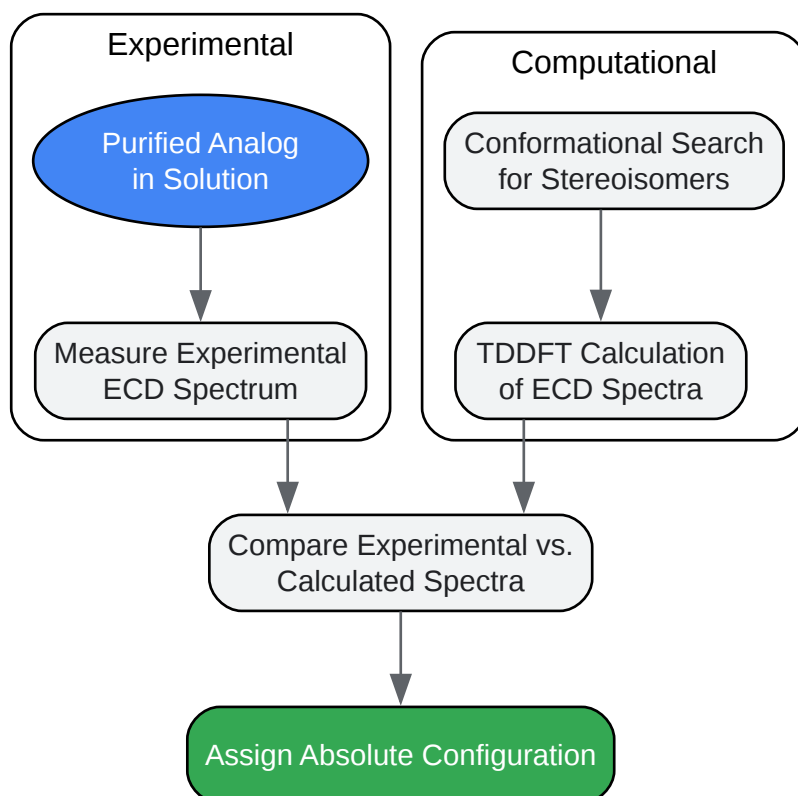 Experimental
Purified Analog
in Solution
Measure Experimental
ECD Spectrum
Computational
Conformational Search
for Stereoisomers
TDDFT Calculation
of ECD Spectra
Compare Experimental vs.
Calculated Spectra
Assign Absolute Configuration